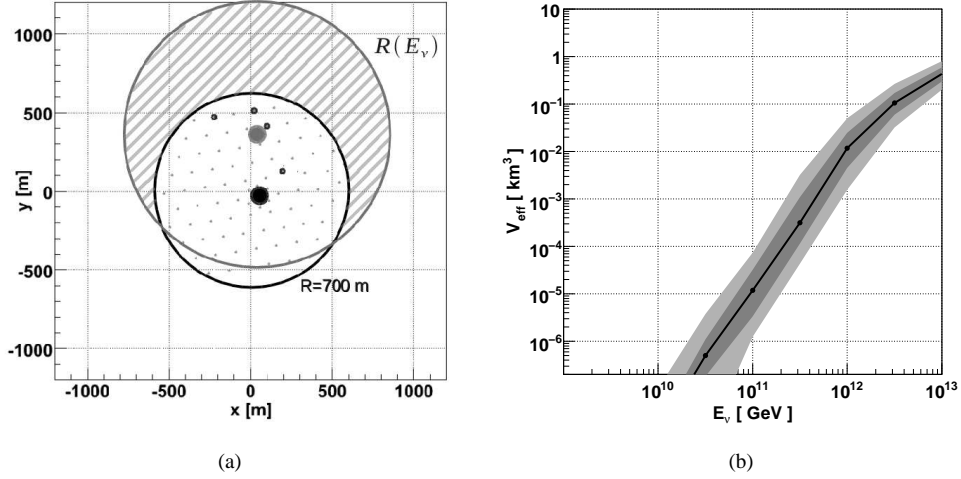 1000
500
0
-500
-1000
y [m]
R(E_ν)
R=700 m
-1000 -500 0 500 1000
x [m]
(a)
10
1
10^-1
10^-2
10^-3
10^-4
10^-5
10^-6
V_eff [ km^3 ]
10^10 10^11 10^12 10^13
E_ν [ GeV ]
(b)